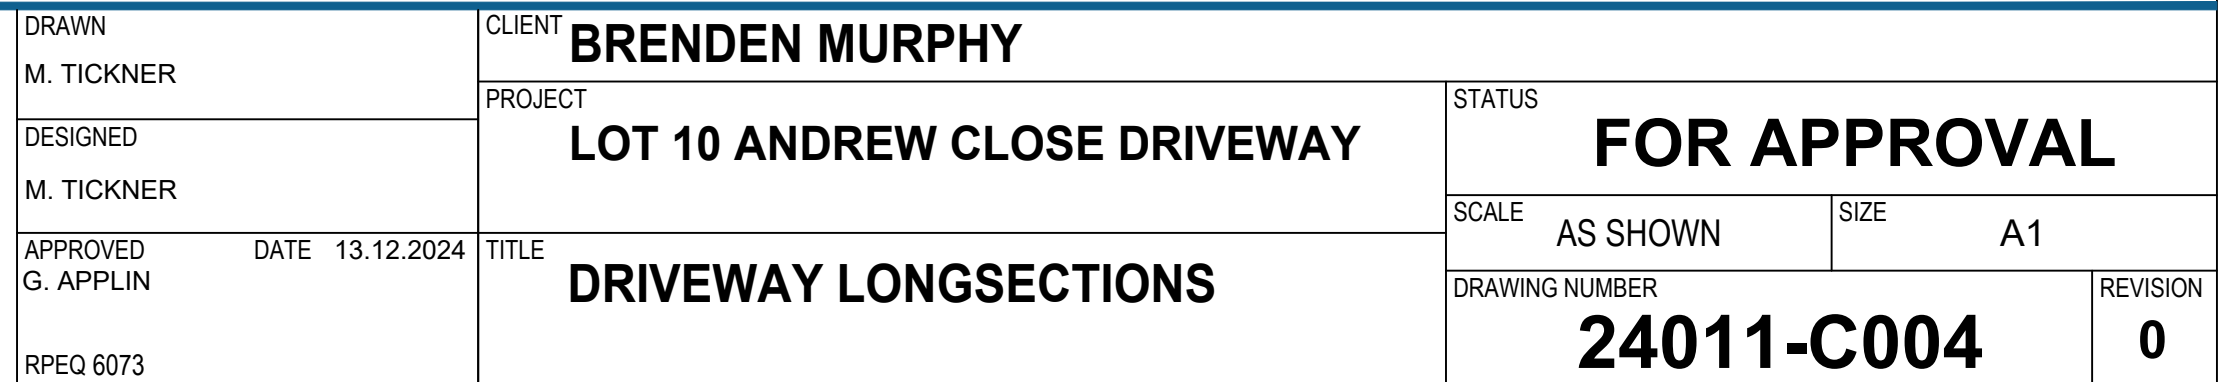 DRAWN
M. TICKNER
DESIGNED
M. TICKNER
APPROVED DATE 13.12.2024
G. APPLIN
RPEQ 6073
CLIENT BRENDEN MURPHY
PROJECT
LOT 10 ANDREW CLOSE DRIVEWAY
TITLE
DRIVEWAY LONGSECTIONS
STATUS
FOR APPROVAL
SCALE AS SHOWN
SIZE A1
DRAWING NUMBER
24011-C004
REVISION
0